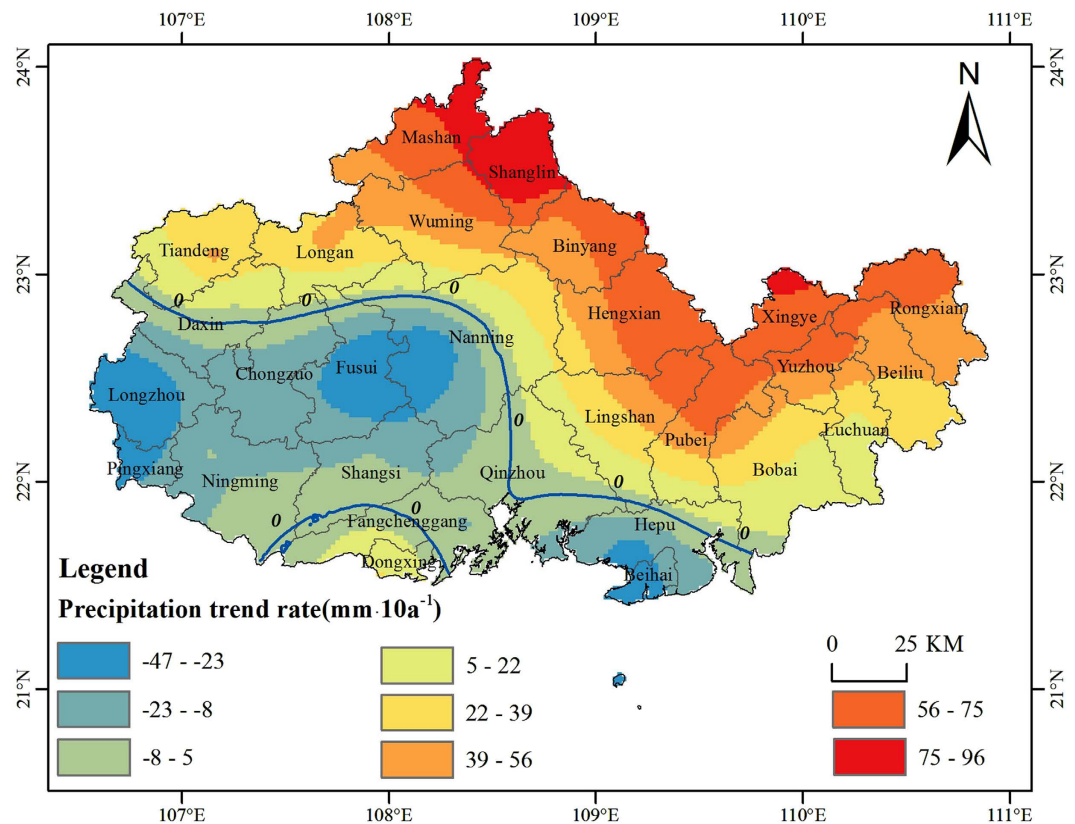 107°E 108°E 109°E 110°E 111°E
24°N 24°N
N
Mashan
Shanglin
Wuming
Binyang
Tiandeng
Longan
23°N 23°N
0 0 0
Daxin
Nanning
Hengxian
Xingye
Rongxian
Chongzuo
Fusui
Yuzhou
Beiliu
Longzhou
Lingshan
0
Pubei
Luchuan
Pingxiang
Ningming
Shangsi
Qinzhou
Bobai
22°N 22°N
0 0 0 0
Fangchenggang
Hepu
Dongxing
Beihai
Legend
Precipitation trend rate(mm·10a⁻¹)
-47 - -23
-23 - -8
-8 - 5
5 - 22
22 - 39
39 - 56
0 25 KM
56 - 75
75 - 96
21°N 21°N
107°E 108°E 109°E 110°E 111°E